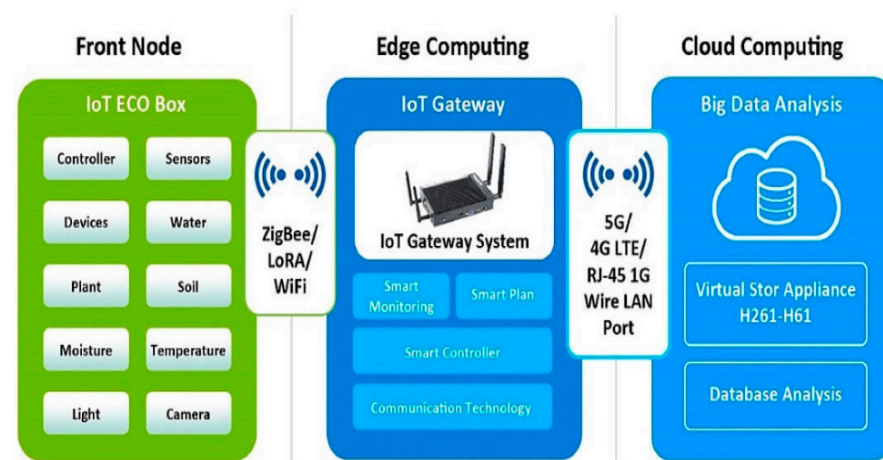 Front Node
Edge Computing
Cloud Computing
IoT ECO Box
Controller
Sensors
Devices
Water
Plant
Soil
Moisture
Temperature
Light
Camera
ZigBee/
LoRA/
WiFi
IoT Gateway
IoT Gateway System
Smart
Monitoring
Smart Plan
Smart Controller
Communication Technology
5G/
4G LTE/
RJ-45 1G
Wire LAN
Port
Big Data Analysis
Virtual Stor Appliance
H261-H61
Database Analysis